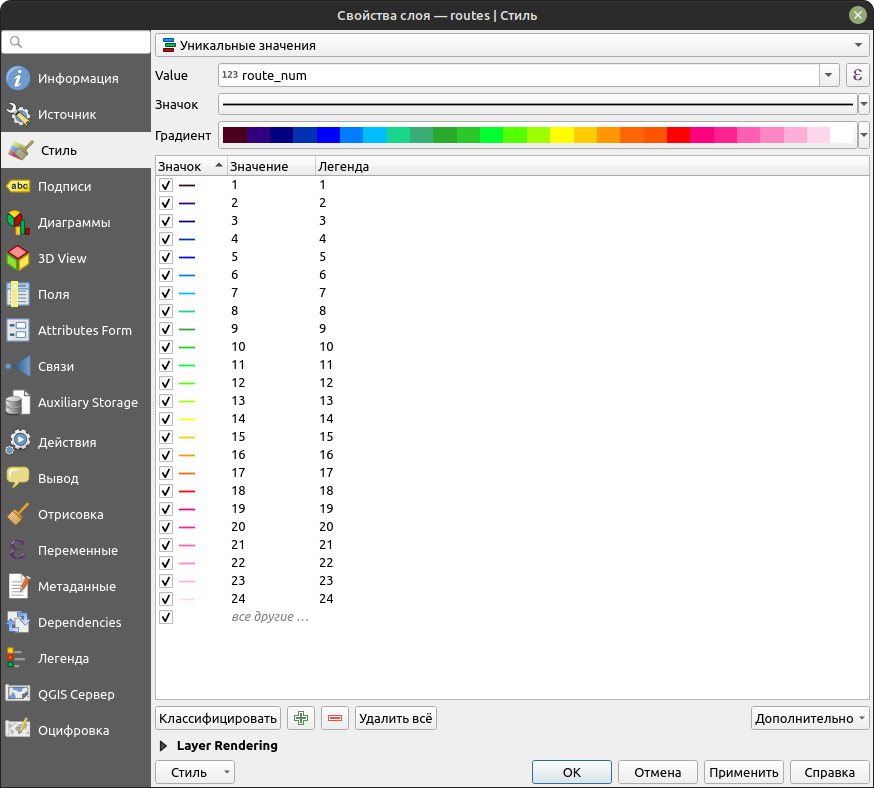 Свойства слоя — routes | Стиль
Информация
Источник
Стиль
Подписи
abc
Диаграммы
3D View
Поля
Attributes Form
Связи
Auxiliary Storage
Действия
Вывод
Отрисовка
Переменные
Метаданные
Dependencies
Легенда
QGIS Сервер
Оцифровка
Уникальные значения
Value 123 route_num ε
Значок
Градиент
Значок Значение Легенда
1 1
2 2
3 3
4 4
5 5
6 6
7 7
8 8
9 9
10 10
11 11
12 12
13 13
14 14
15 15
16 16
17 17
18 18
19 19
20 20
21 21
22 22
23 23
24 24
все другие …
Классифицировать Удалить всё Дополнительно
Layer Rendering
Стиль OK Отмена Применить Справка